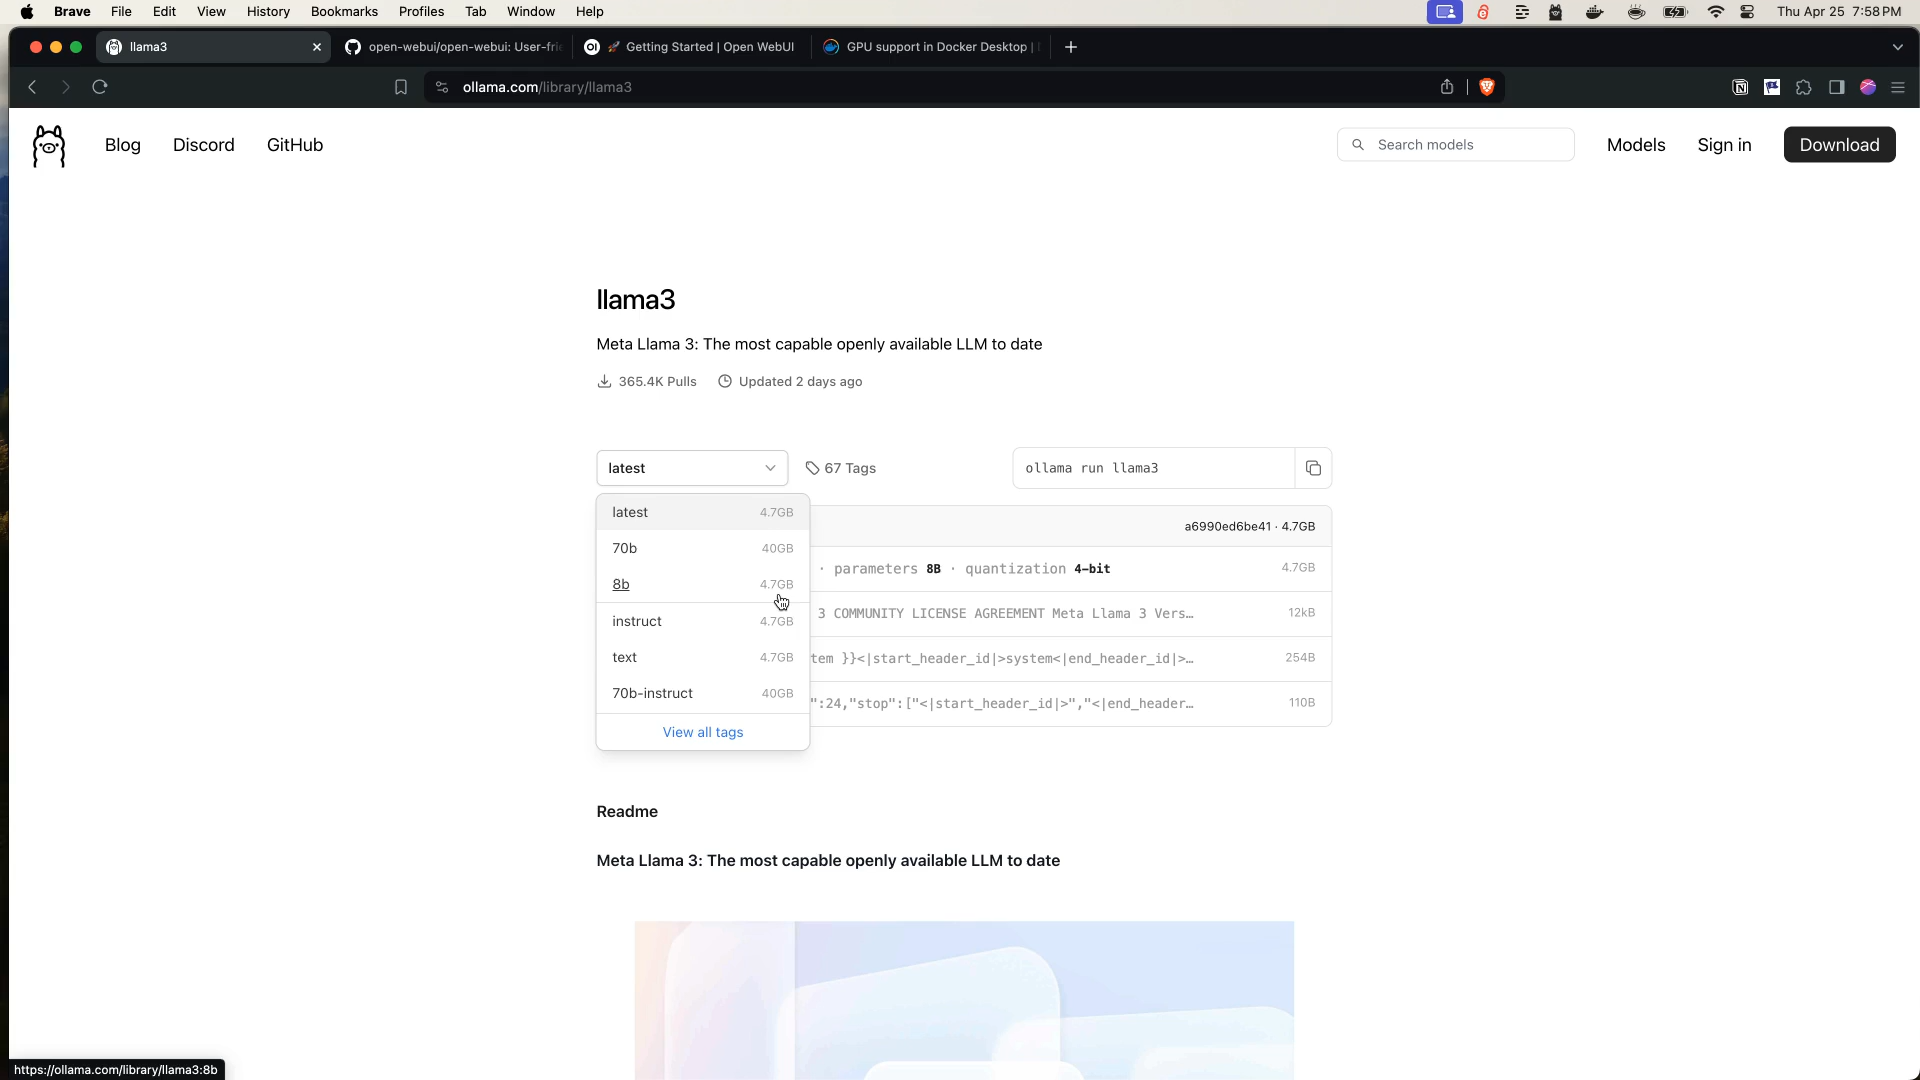 Brave File Edit View History Bookmarks Profiles Tab Window Help Thu Apr 25 7:58 PM
llama3 open-webui/open-webui: User-frie Getting Started | Open WebUI GPU support in Docker Desktop |
ollama.com/library/llama3
Blog Discord GitHub Search models Models Sign in Download
llama3
Meta Llama 3: The most capable openly available LLM to date
365.4K Pulls Updated 2 days ago
latest 67 Tags ollama run llama3
latest 4.7GB
70b 40GB
8b 4.7GB
instruct 4.7GB
text 4.7GB
70b-instruct 40GB
View all tags
a6990ed6be41 · 4.7GB
· parameters 8B · quantization 4-bit 4.7GB
3 COMMUNITY LICENSE AGREEMENT Meta Llama 3 Vers… 12kB
tem }}<|start_header_id|>system<|end_header_id|>… 254B
":24,"stop":["<|start_header_id|>","<|end_header… 110B
Readme
Meta Llama 3: The most capable openly available LLM to date
https://ollama.com/library/llama3:8b